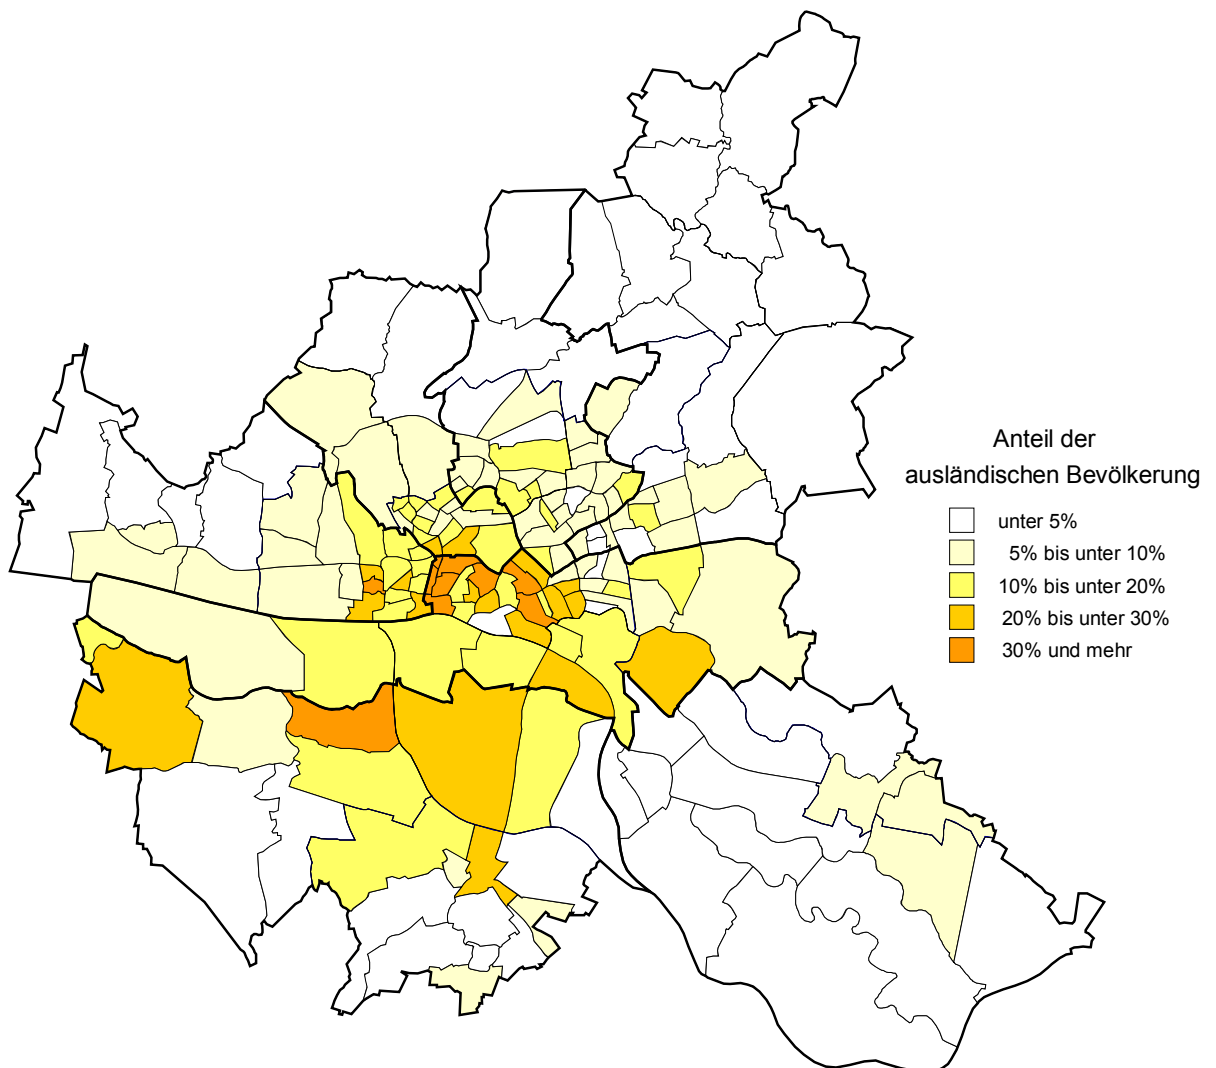 Anteil der
ausländischen Bevölkerung
unter 5%
5% bis unter 10%
10% bis unter 20%
20% bis unter 30%
30% und mehr